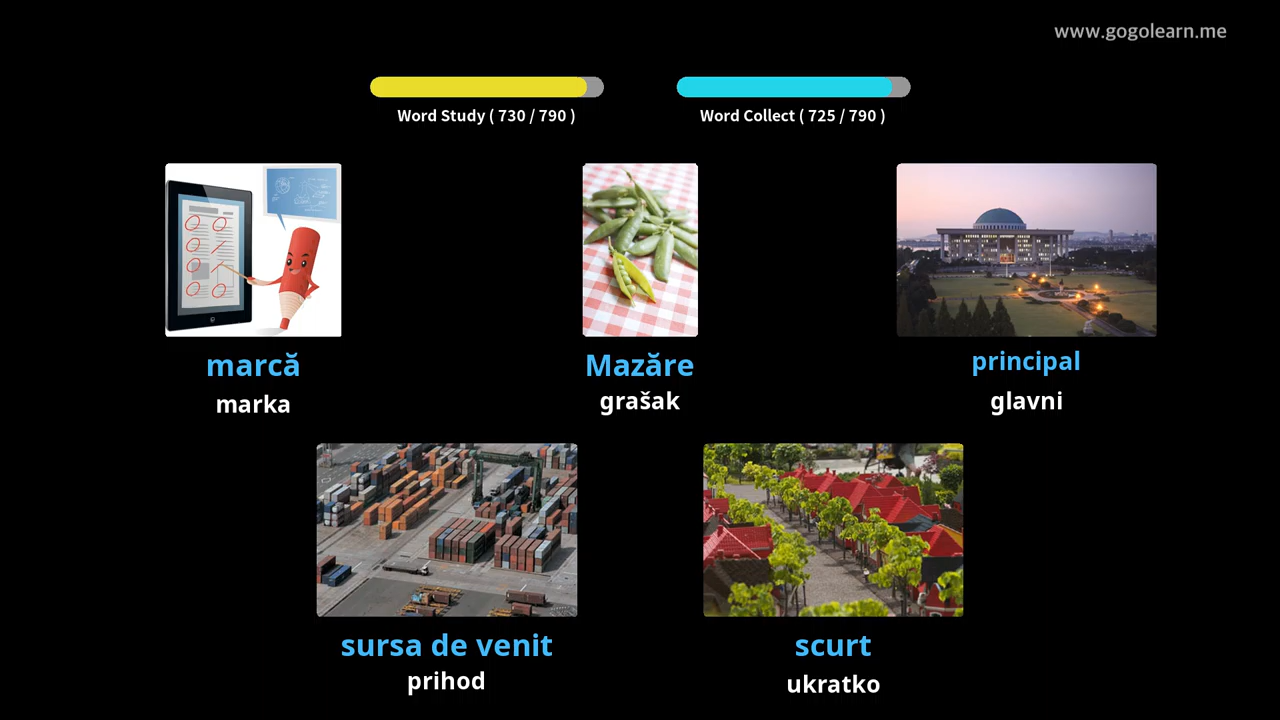 www.gogolearn.me
Word Study ( 730 / 790 )
Word Collect ( 725 / 790 )
marcă
marka
Mazăre
grašak
principal
glavni
sursa de venit
prihod
scurt
ukratko